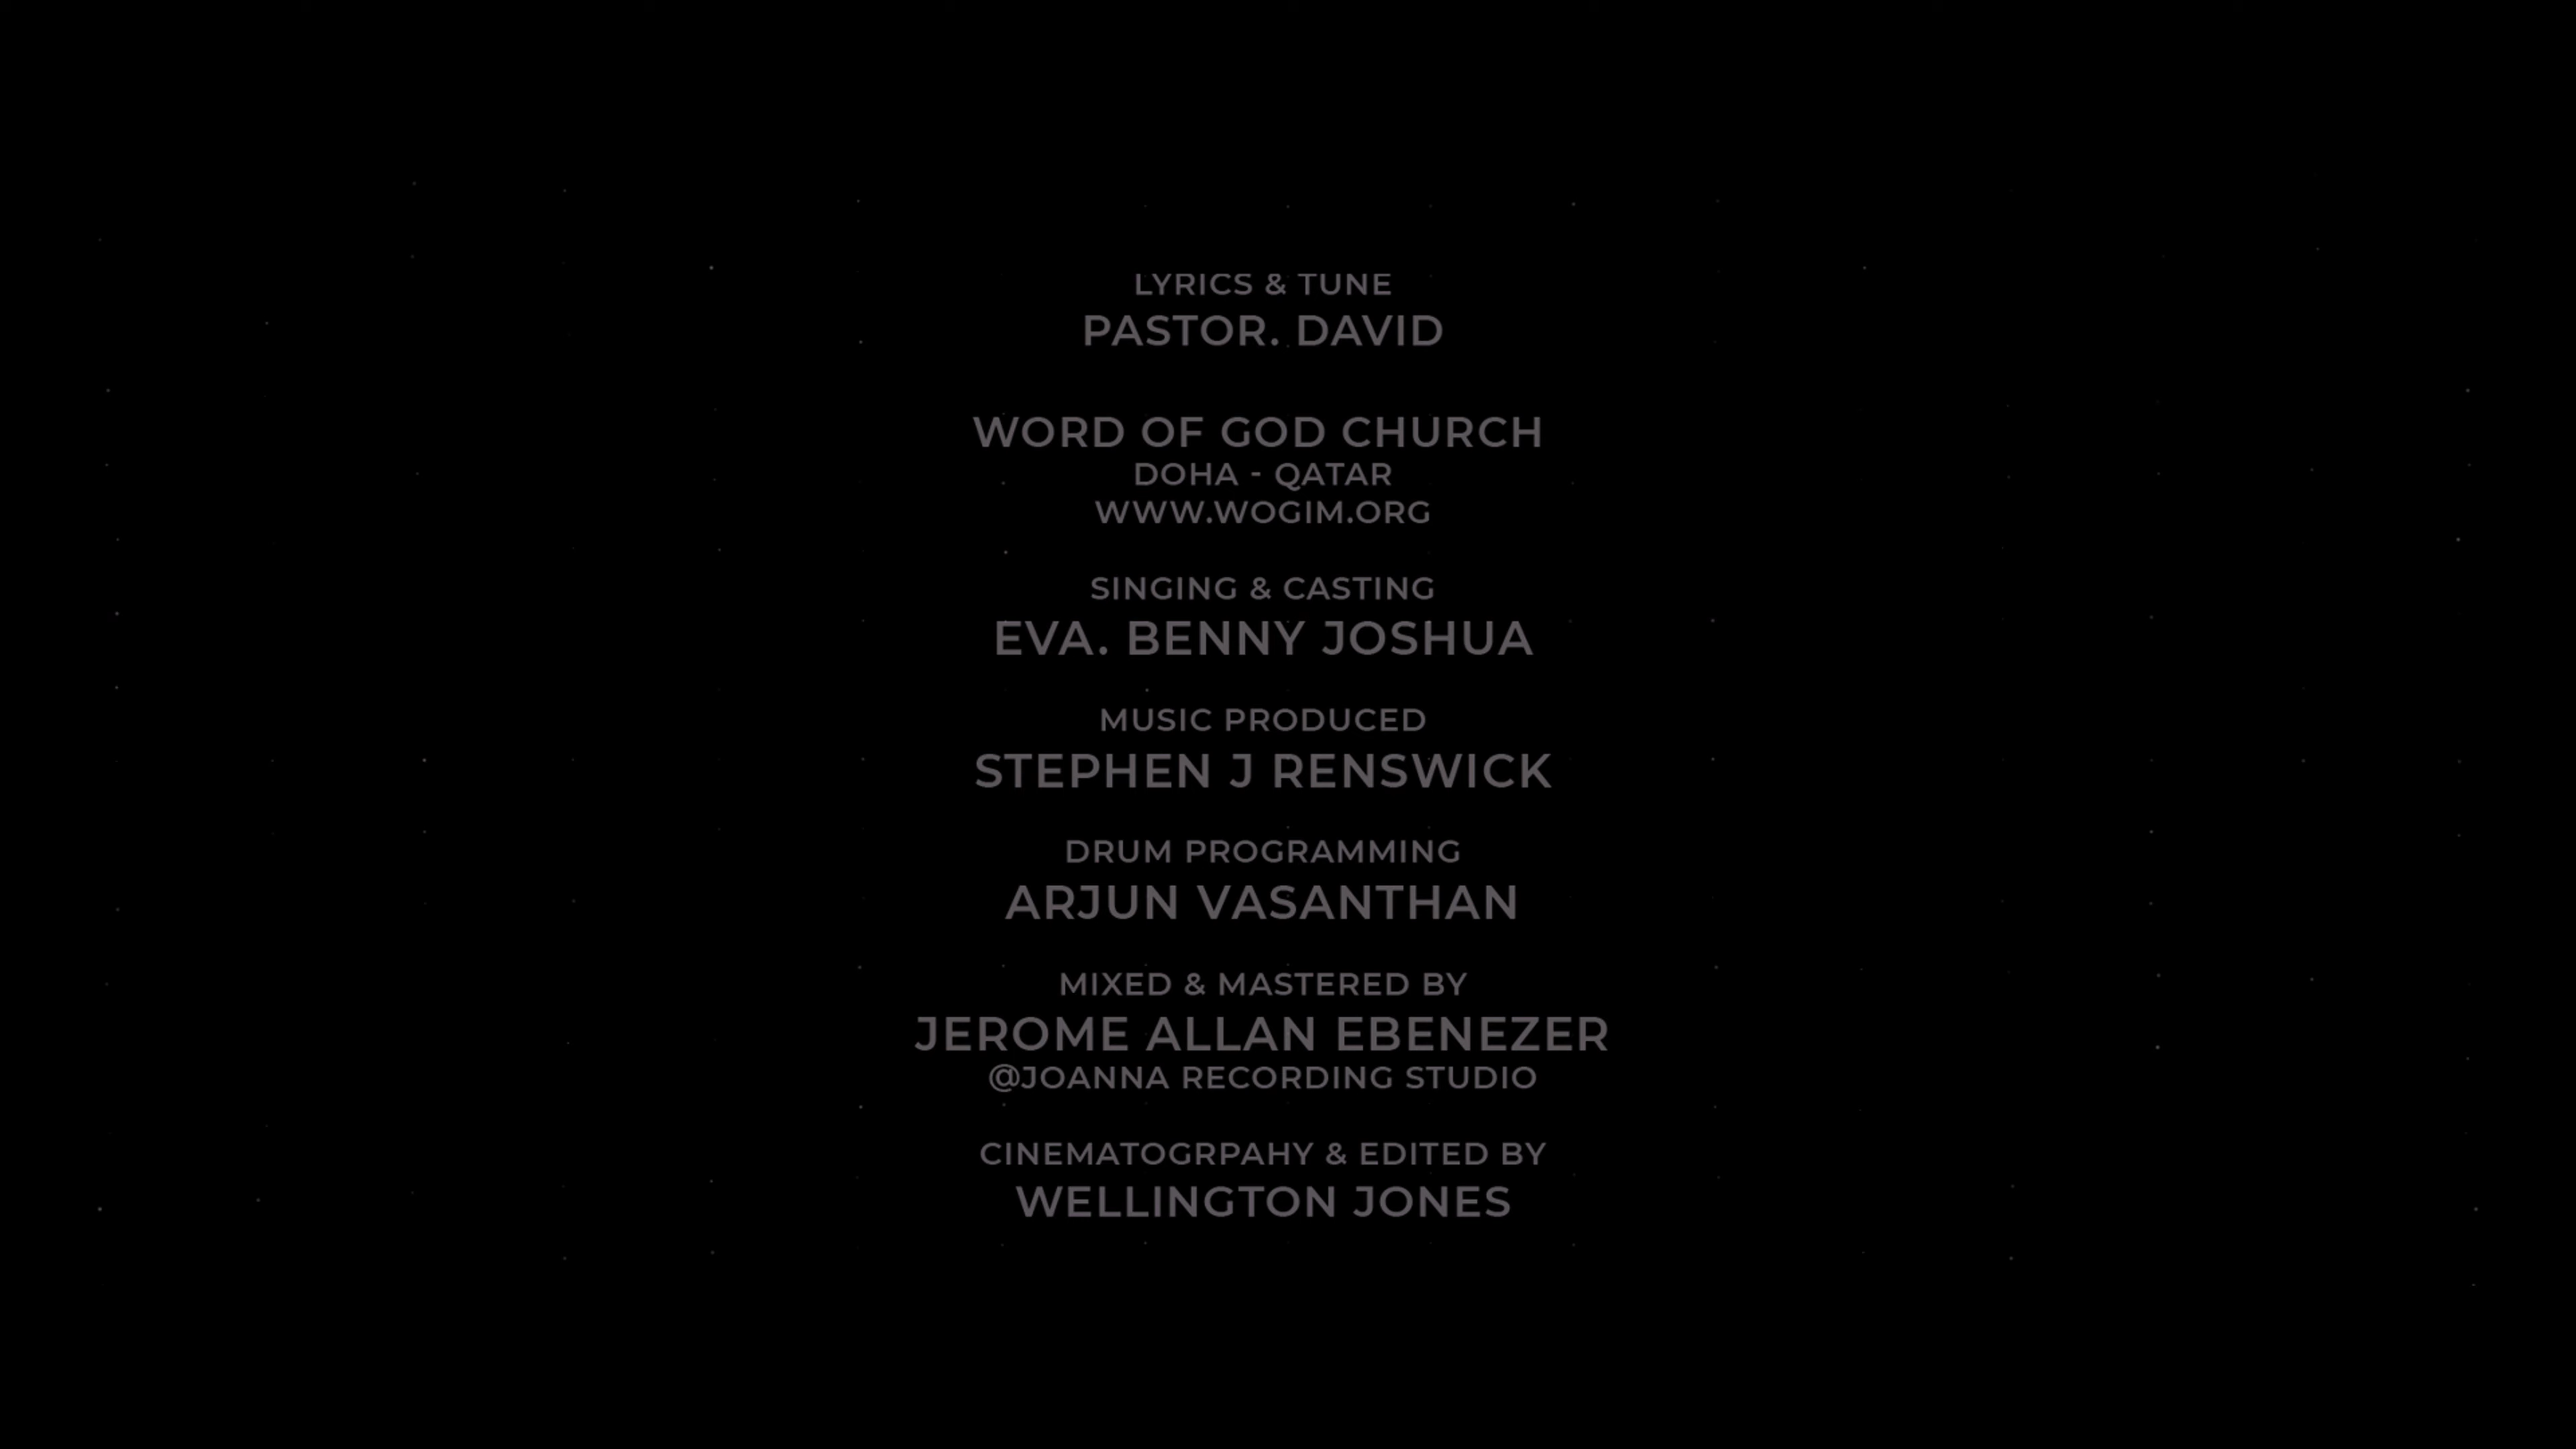 LYRICS & TUNE
PASTOR. DAVID
WORD OF GOD CHURCH
DOHA - QATAR
WWW.WOGIM.ORG
SINGING & CASTING
EVA. BENNY JOSHUA
MUSIC PRODUCED
STEPHEN J RENSWICK
DRUM PROGRAMMING
ARJUN VASANTHAN
MIXED & MASTERED BY
JEROME ALLAN EBENEZER
@JOANNA RECORDING STUDIO
CINEMATOGRPAHY & EDITED BY
WELLINGTON JONES